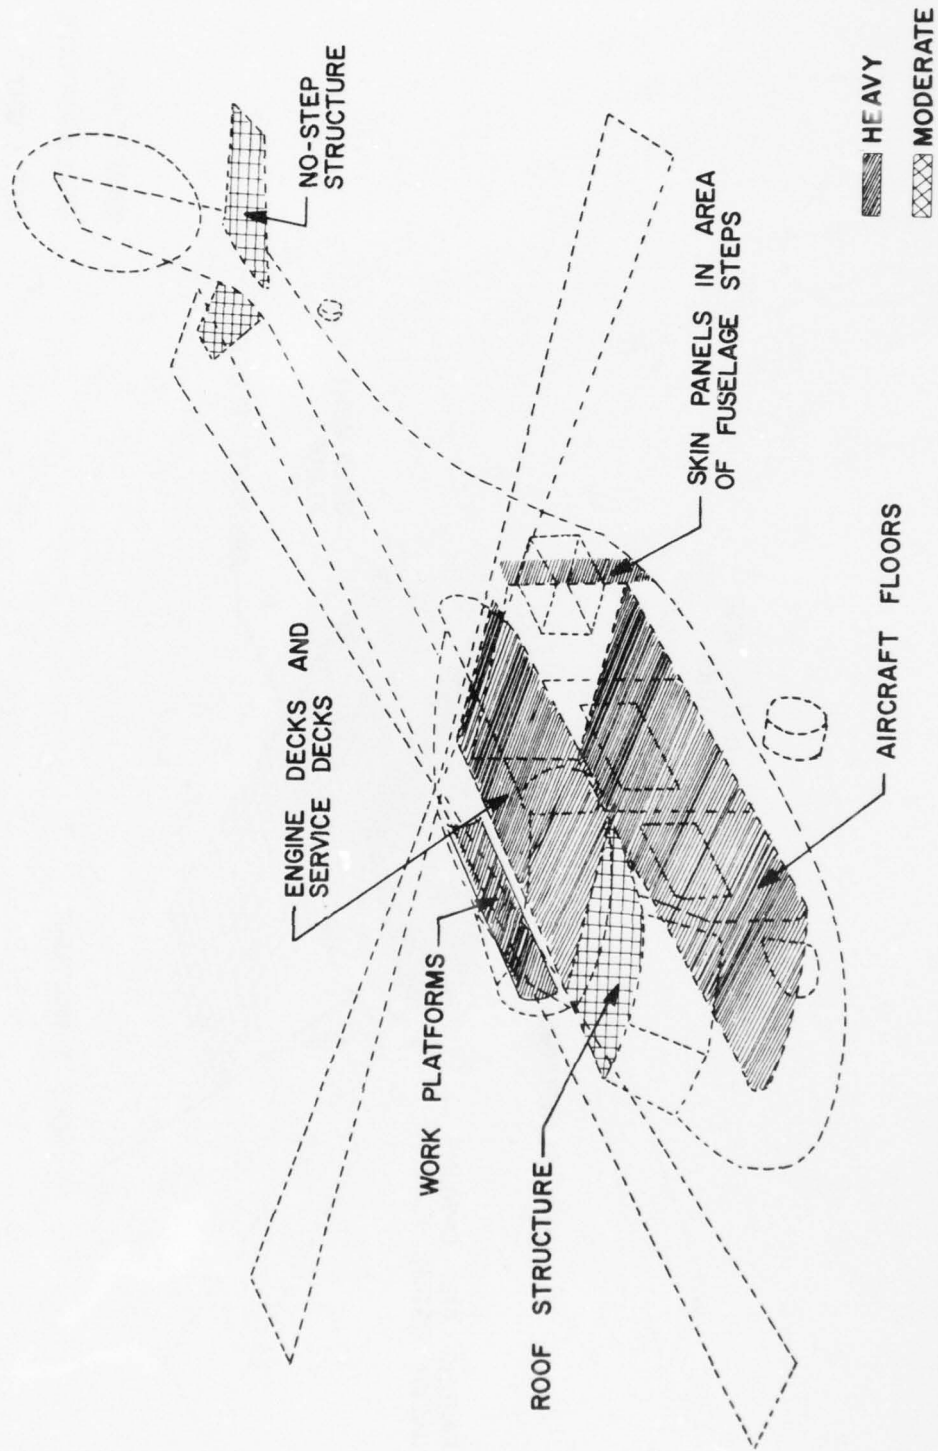 NO-STEP
STRUCTURE
ENGINE DECKS AND
SERVICE DECKS
SKIN PANELS IN AREA
OF FUSELAGE STEPS
WORK PLATFORMS
ROOF STRUCTURE
AIRCRAFT FLOORS
HEAVY
MODERATE